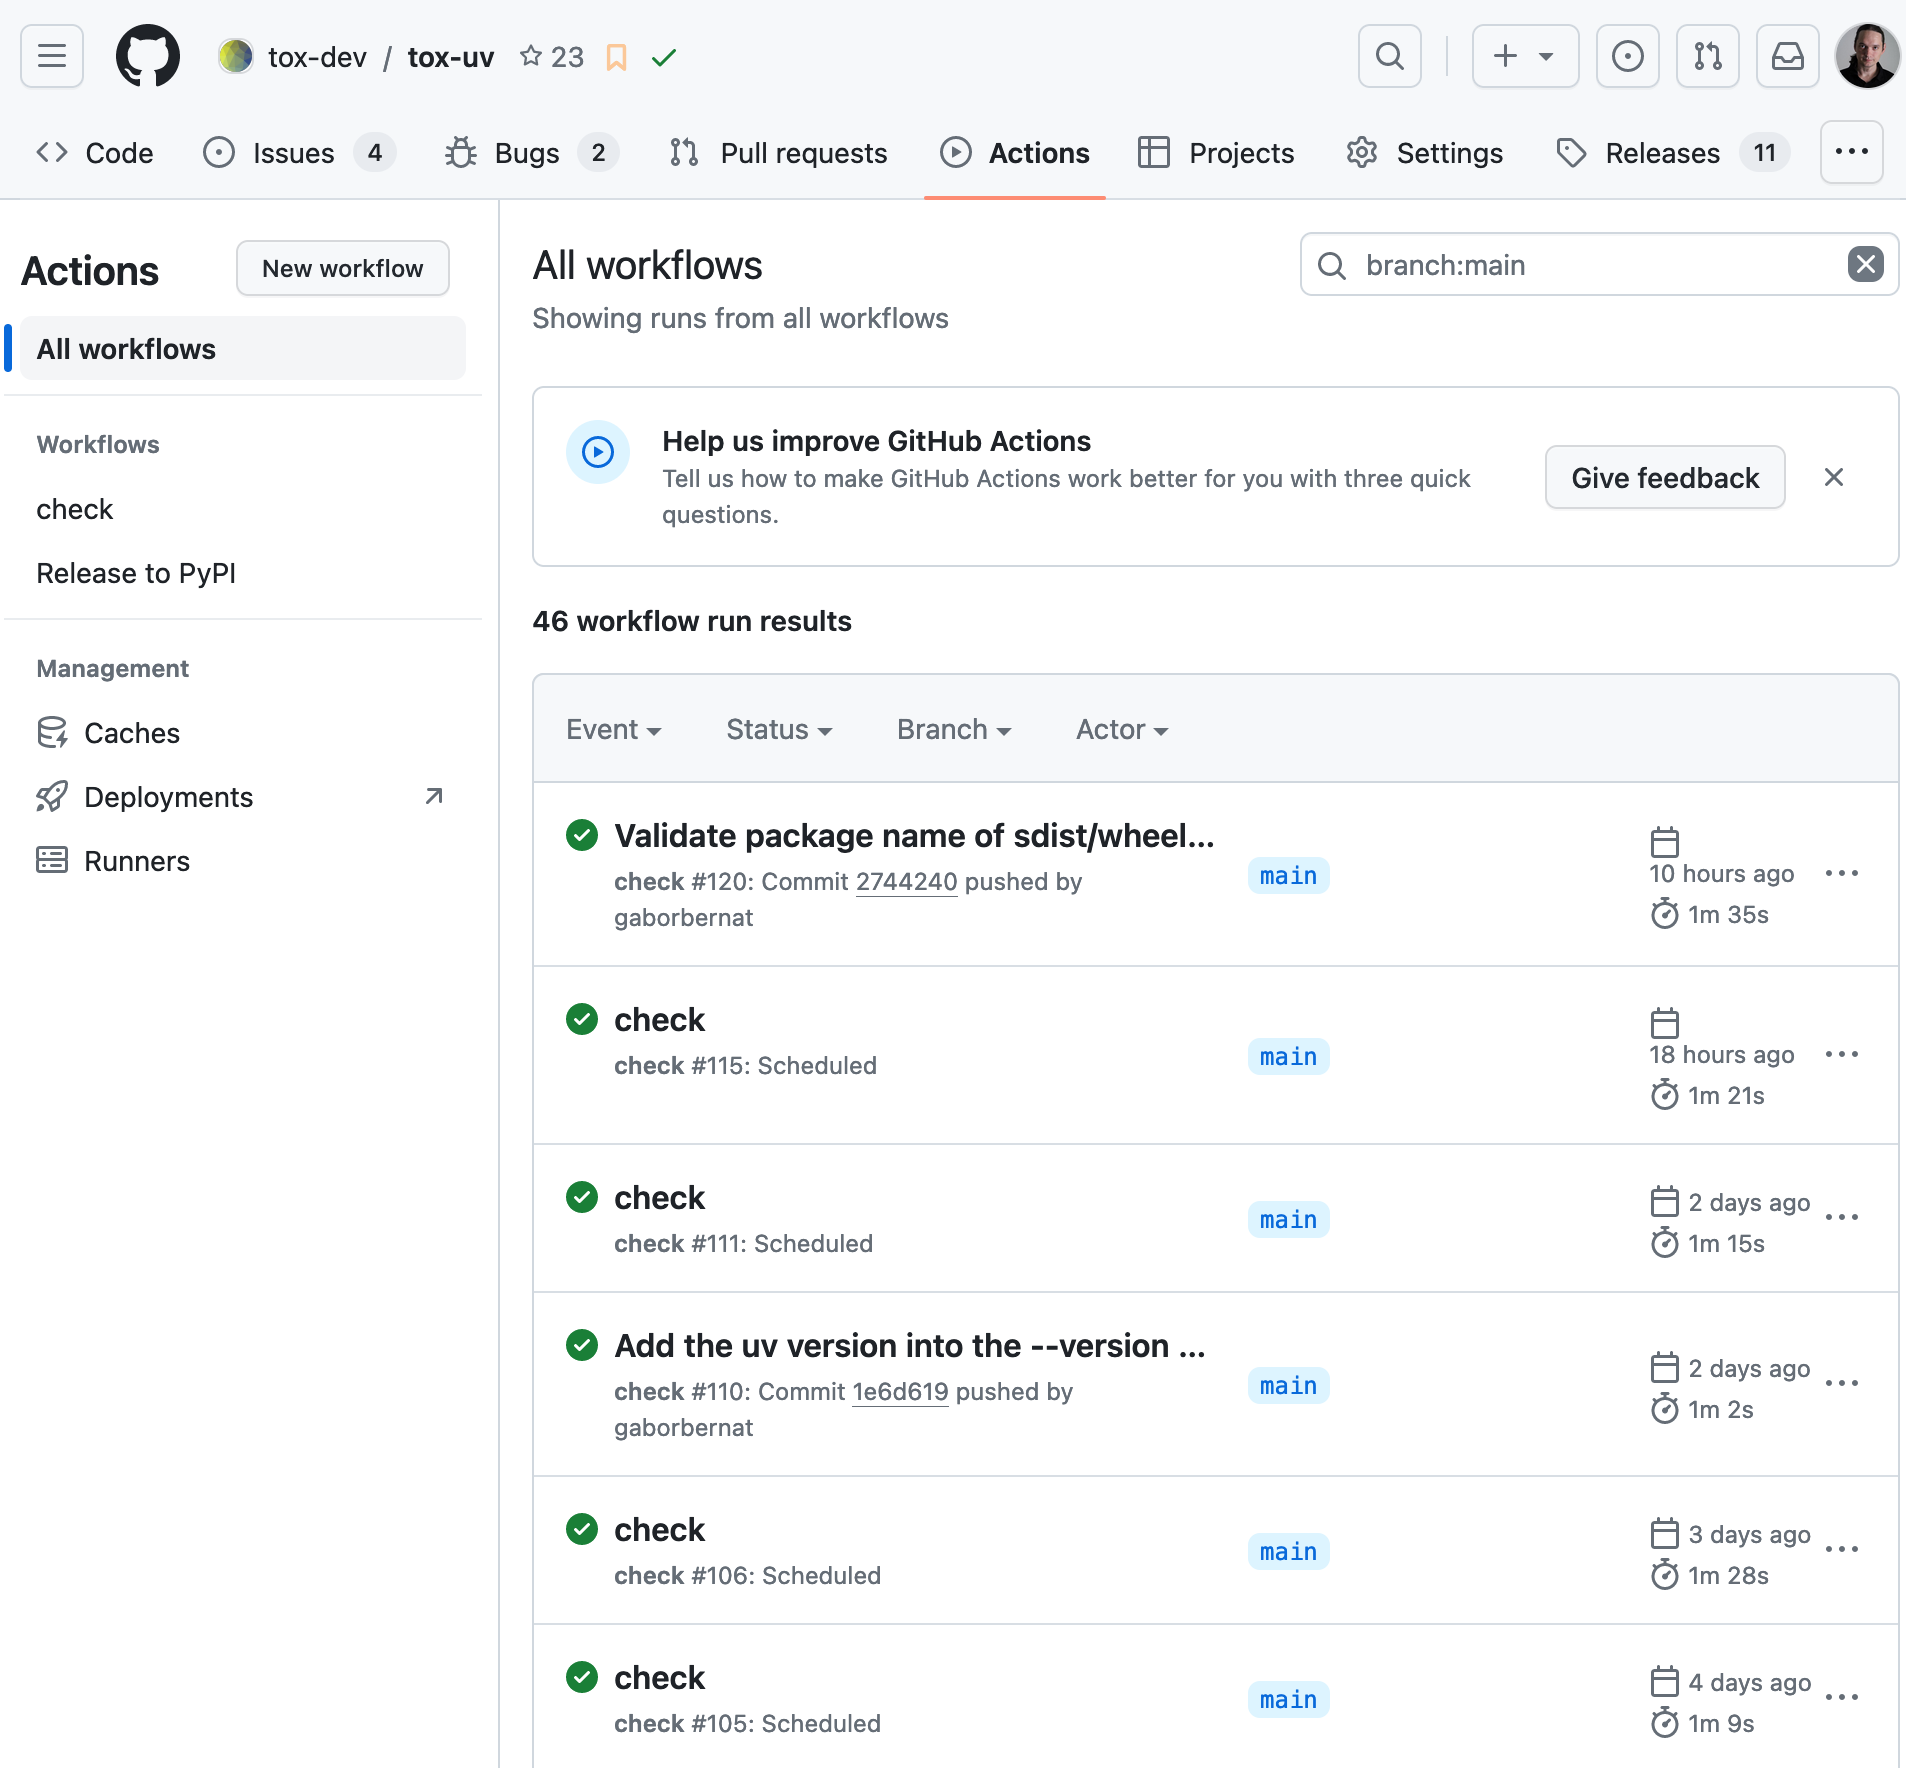 tox-dev / tox-uv 23
Code Issues 4 Bugs 2 Pull requests Actions Projects Settings Releases 11
Actions
New workflow
All workflows
Workflows
check
Release to PyPI
Management
Caches
Deployments
Runners
All workflows
Showing runs from all workflows
branch:main
Help us improve GitHub Actions
Tell us how to make GitHub Actions work better for you with three quick
questions.
Give feedback
46 workflow run results
Event Status Branch Actor
Validate package name of sdist/wheel...
check #120: Commit 2744240 pushed by
gaborbernat
main
10 hours ago
1m 35s
check
check #115: Scheduled
main
18 hours ago
1m 21s
check
check #111: Scheduled
main
2 days ago
1m 15s
Add the uv version into the --version ...
check #110: Commit 1e6d619 pushed by
gaborbernat
main
2 days ago
1m 2s
check
check #106: Scheduled
main
3 days ago
1m 28s
check
check #105: Scheduled
main
4 days ago
1m 9s